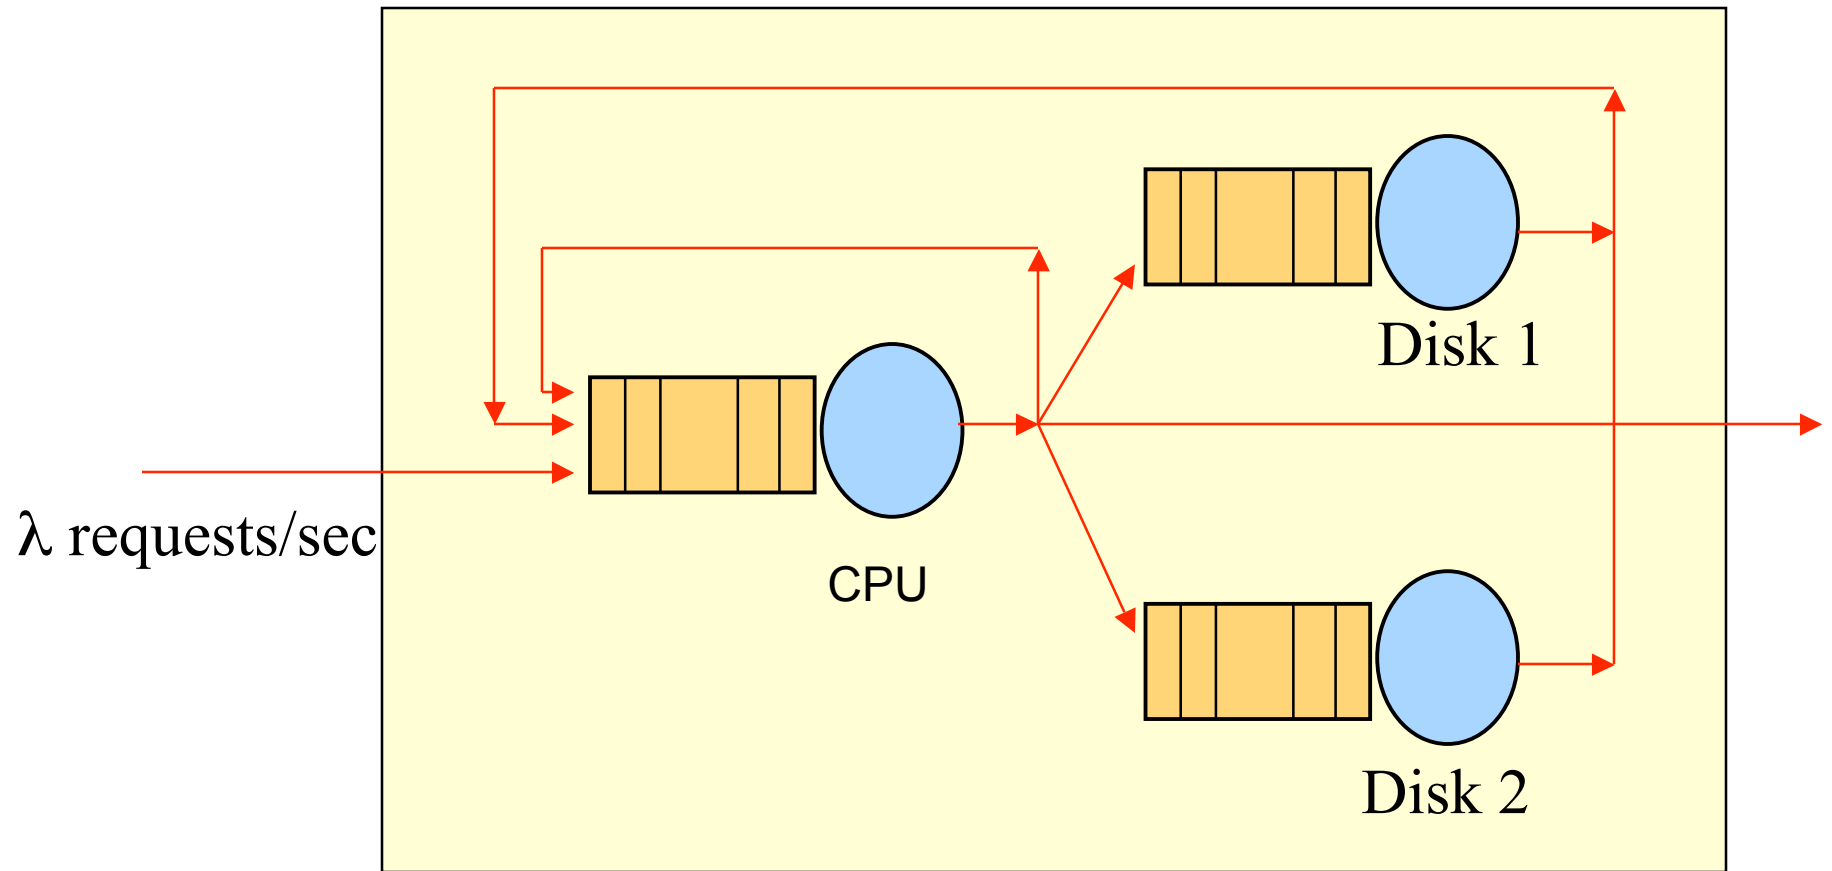 Disk 1
λ requests/sec
CPU
Disk 2